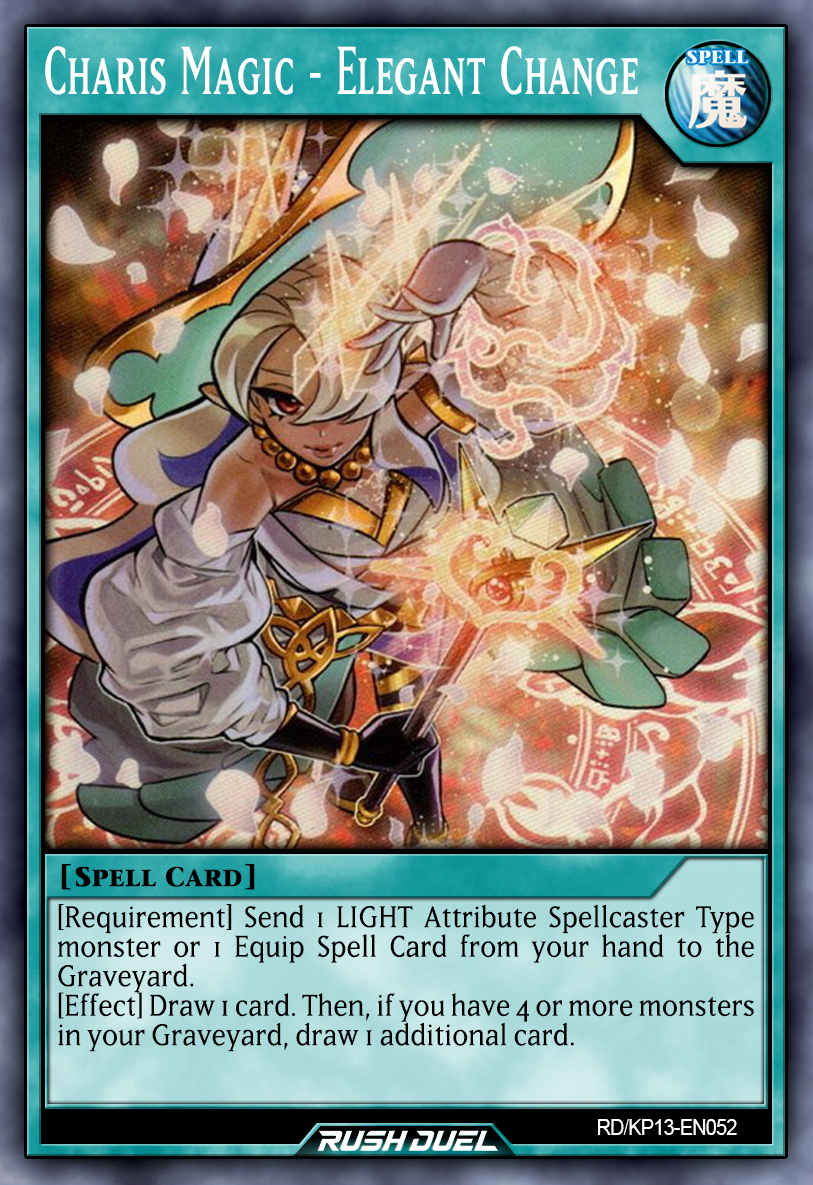 Charis Magic - Elegant Change
SPELL
魔
[Spell Card]
[Requirement] Send 1 LIGHT Attribute Spellcaster Type
monster or 1 Equip Spell Card from your hand to the
Graveyard.
[Effect] Draw 1 card. Then, if you have 4 or more monsters
in your Graveyard, draw 1 additional card.
RD/KP13-EN052
RUSH DUEL